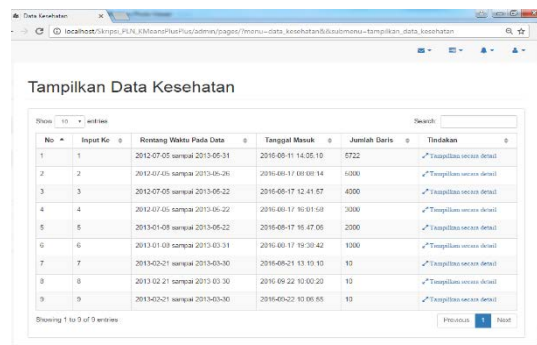 Data Kesehatan
localhost/Skripsi_PLN_KMeansPlusPlus/admin/pages/?menu=data_kesehatan&&submenu=tampilkan_data_kesehatan
Tampilkan Data Kesehatan
Show 10 entries Search:
No Input Ke Rentang Waktu Pada Data Tanggal Masuk Jumlah Baris Tindakan
1 1 2012-07-05 sampai 2013-05-31 2016-08-11 14:05:10 5722 Tampilkan secara detail
2 2 2012-07-05 sampai 2013-05-26 2016-08-17 08:08:14 5000 Tampilkan secara detail
3 3 2012-07-05 sampai 2013-05-22 2016-08-17 12:41:57 4000 Tampilkan secara detail
4 4 2012-07-05 sampai 2013-05-22 2016-08-17 16:01:58 3000 Tampilkan secara detail
5 5 2013-01-08 sampai 2013-05-22 2016-08-17 16:47:06 2000 Tampilkan secara detail
6 6 2013-01-08 sampai 2013-03-31 2016-08-17 19:38:42 1000 Tampilkan secara detail
7 7 2013-02-21 sampai 2013-03-30 2016-08-21 13:19:10 10 Tampilkan secara detail
8 8 2013-02-21 sampai 2013-03-30 2016-09-22 10:00:20 10 Tampilkan secara detail
9 9 2013-02-21 sampai 2013-03-30 2016-09-22 10:06:55 10 Tampilkan secara detail
Showing 1 to 9 of 9 entries Previous 1 Next